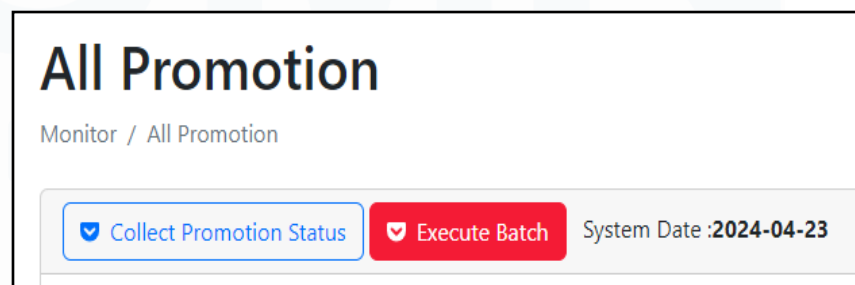 All Promotion
Monitor / All Promotion
Collect Promotion Status Execute Batch System Date :2024-04-23